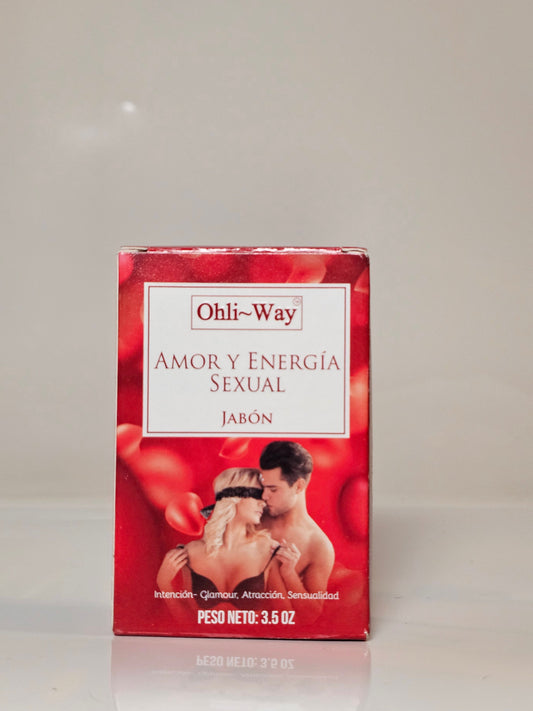 Ohli~Way®
AMOR Y ENERGÍA
SEXUAL
JABÓN
Intención- Glamour, Atracción, Sensualidad
PESO NETO: 3.5 OZ